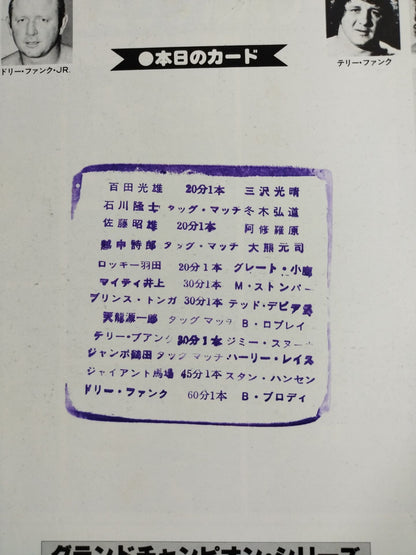 ドリー・ファンク・JR.
テリー・ファンク
●本日のカード
百田光雄 20分1本 三沢光晴
石川隆士 タッグ・マッチ 冬木弘道
佐藤昭雄 20分1本 阿修羅原
越中詩郎 タッグ・マッチ 大熊元司
ロッキー羽田 20分1本 グレート・小鹿
マイティ井上 30分1本 M・ストンパー
プリンス・トンガ 30分1本 テッド・デビアス
天龍源一郎 タッグ マッチ B・ロブレイ
テリー・ファンク 30分1本 ジミー・スヌーカ
ジャンボ鶴田 タッグ マッチ ハーリー・レイス
ジャイアント馬場 45分1本 スタン・ハンセン
ドリー・ファンク 60分1本 B・ブロディ
グランドチャンピオン・シリーズ